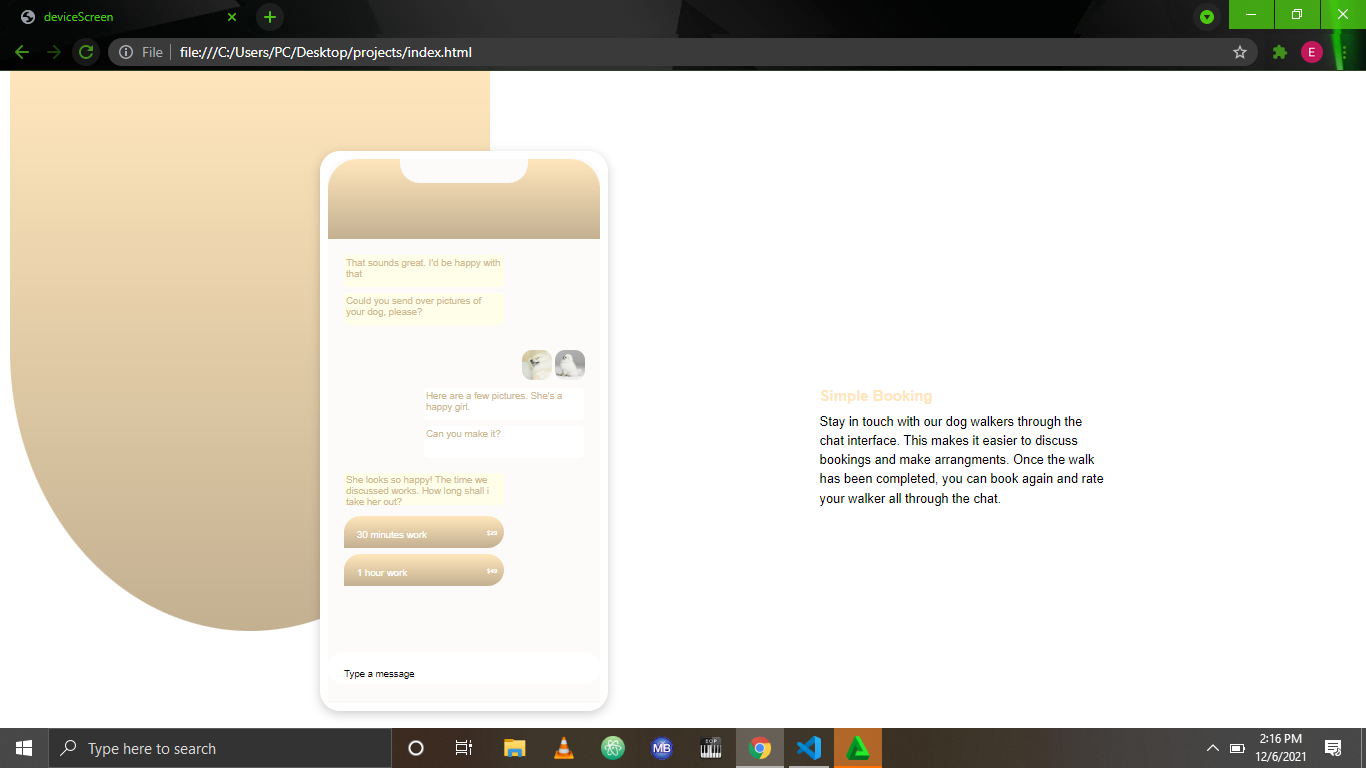 deviceScreen
File
file:///C:/Users/PC/Desktop/projects/index.html
E
That sounds great. I'd be happy with
that
Could you send over pictures of
your dog, please?
Here are a few pictures. She's a
happy girl.
Can you make it?
She looks so happy! The time we
discussed works. How long shall i
take her out?
30 minutes work $29
1 hour work $49
Type a message
Simple Booking
Stay in touch with our dog walkers through the
chat interface. This makes it easier to discuss
bookings and make arrangments. Once the walk
has been completed, you can book again and rate
your walker all through the chat.
Type here to search
MB
EOP
2:16 PM
12/6/2021